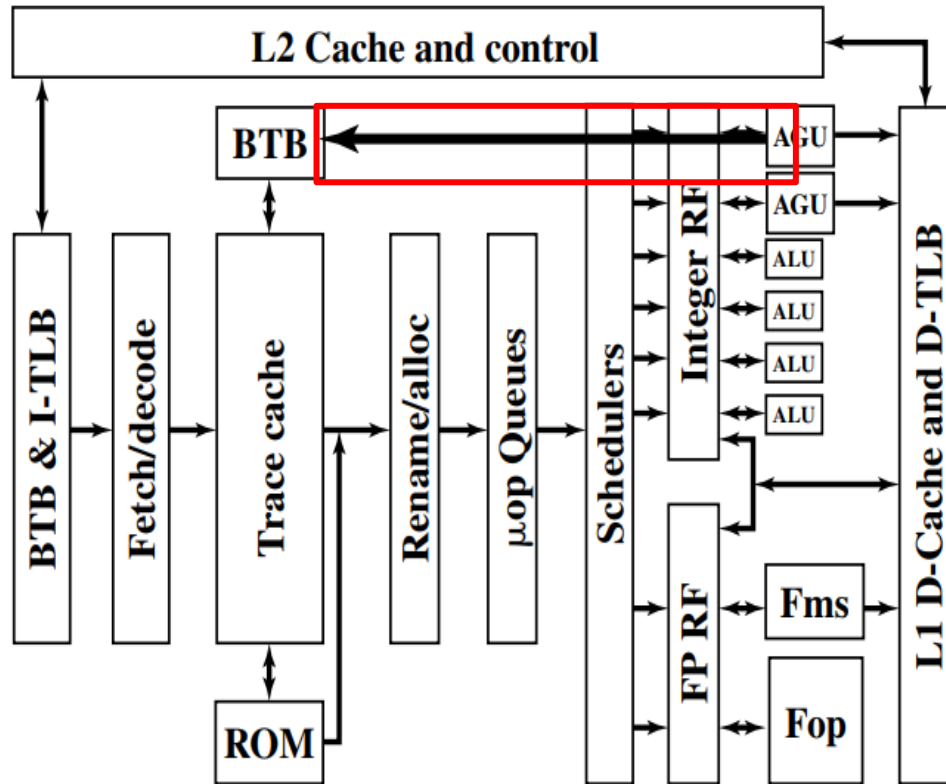 L2 Cache and control
BTB
AGU
AGU
ALU
ALU
ALU
ALU
BTB & I-TLB
Fetch/decode
Trace cache
Rename/alloc
μop Queues
Schedulers
Integer RF
FP RF
Fms
Fop
L1 D-Cache and D-TLB
ROM